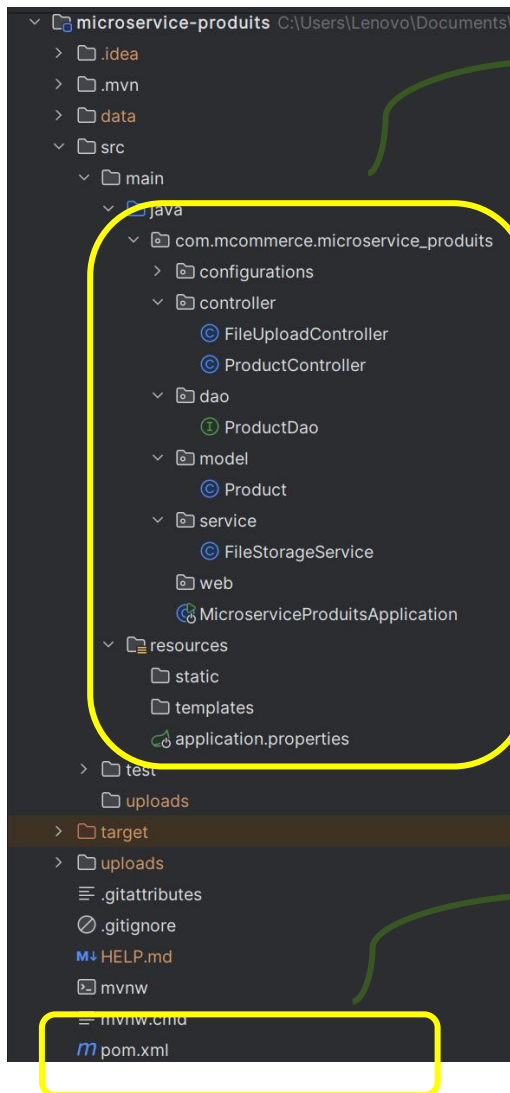 microservice-produits C:\Users\Lenovo\Documents\
.idea
.mvn
data
src
main
java
com.mcommerce.microservice_produits
configurations
controller
C FileUploadController
C ProductController
dao
I ProductDao
model
C Product
service
C FileStorageService
web
MicroserviceProduitsApplication
resources
static
templates
application.properties
test
uploads
target
uploads
.gitattributes
.gitignore
M↓ HELP.md
mvnw
mvnw.cmd
m pom.xml